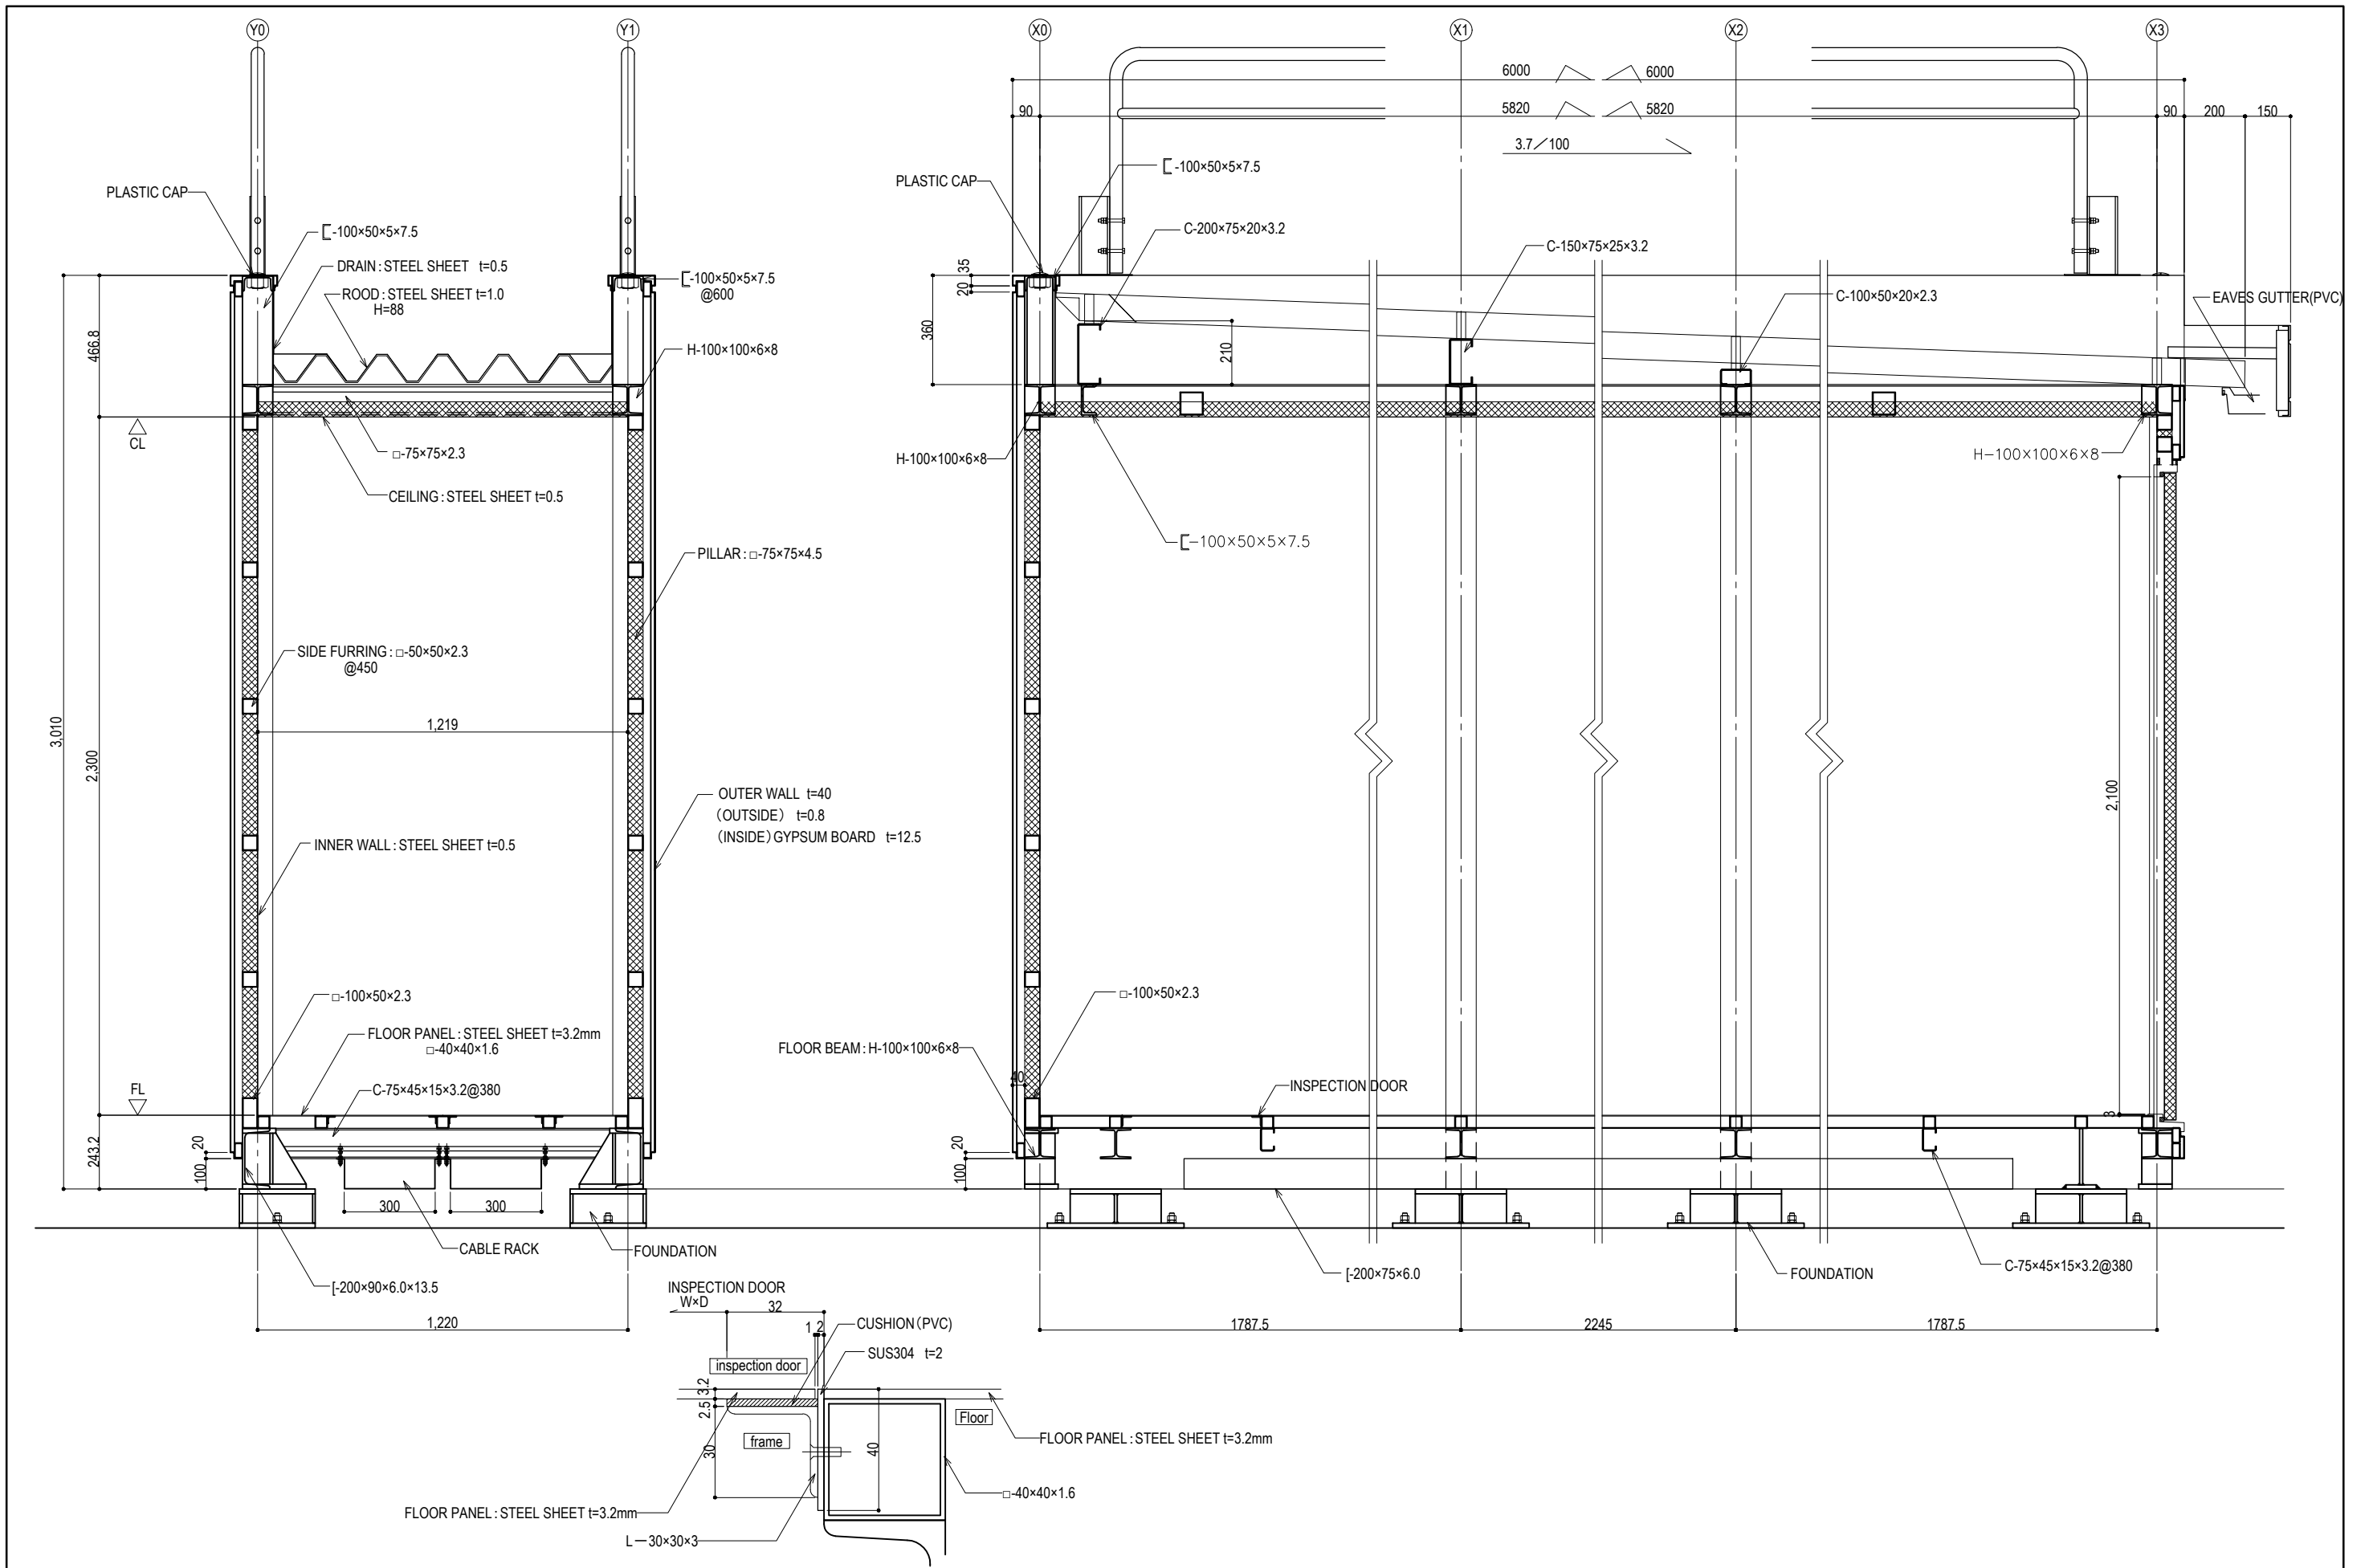 Y0
Y1
X0
X1
X2
X3
PLASTIC CAP
[-100×50×5×7.5
DRAIN : STEEL SHEET t=0.5
ROOD : STEEL SHEET t=1.0
H=88
[-100×50×5×7.5
@600
H-100×100×6×8
□-75×75×2.3
CEILING : STEEL SHEET t=0.5
PILLAR : □-75×75×4.5
SIDE FURRING : □-50×50×2.3
@450
1,219
OUTER WALL t=40
(OUTSIDE) t=0.8
(INSIDE) GYPSUM BOARD t=12.5
INNER WALL : STEEL SHEET t=0.5
□-100×50×2.3
FLOOR PANEL : STEEL SHEET t=3.2mm
□-40×40×1.6
C-75×45×15×3.2@380
466.8
CL
3,010
2,300
FL
243.2
20
100
300
300
CABLE RACK
FOUNDATION
[-200×90×6.0×13.5
1,220
6000
6000
90
5820
5820
90
200
150
3.7／100
PLASTIC CAP
[-100×50×5×7.5
C-200×75×20×3.2
C-150×75×25×3.2
C-100×50×20×2.3
EAVES GUTTER(PVC)
35
20
360
210
H-100×100×6×8
H-100×100×6×8
[-100×50×5×7.5
2,100
□-100×50×2.3
FLOOR BEAM : H-100×100×6×8
40
INSPECTION DOOR
3
20
100
[-200×75×6.0
FOUNDATION
C-75×45×15×3.2@380
1787.5
2245
1787.5
INSPECTION DOOR
W×D
32
1 2
CUSHION (PVC)
SUS304 t=2
inspection door
3.2
2.5
30
frame
40
Floor
FLOOR PANEL : STEEL SHEET t=3.2mm
□-40×40×1.6
FLOOR PANEL : STEEL SHEET t=3.2mm
L－30×30×3